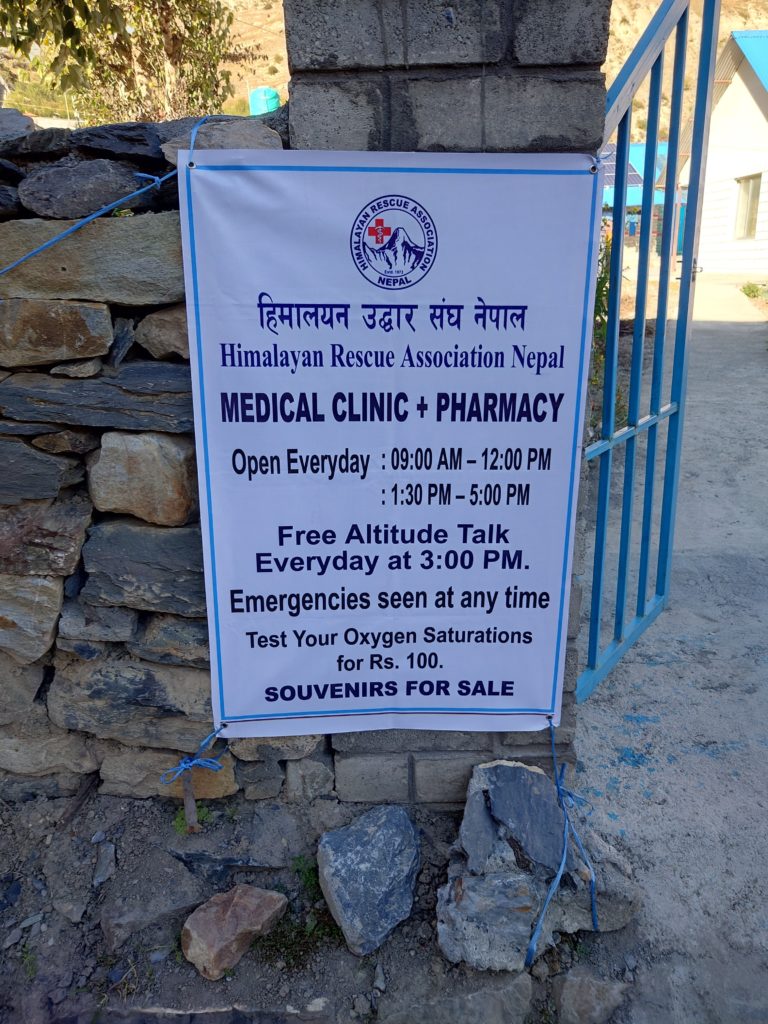 HIMALAYAN RESCUE ASSOCIATION
Estd. 1973
NEPAL
हिमालयन उद्धार संघ नेपाल
Himalayan Rescue Association Nepal
MEDICAL CLINIC + PHARMACY
Open Everyday : 09:00 AM – 12:00 PM
: 1:30 PM – 5:00 PM
Free Altitude Talk
Everyday at 3:00 PM.
Emergencies seen at any time
Test Your Oxygen Saturations
for Rs. 100.
SOUVENIRS FOR SALE